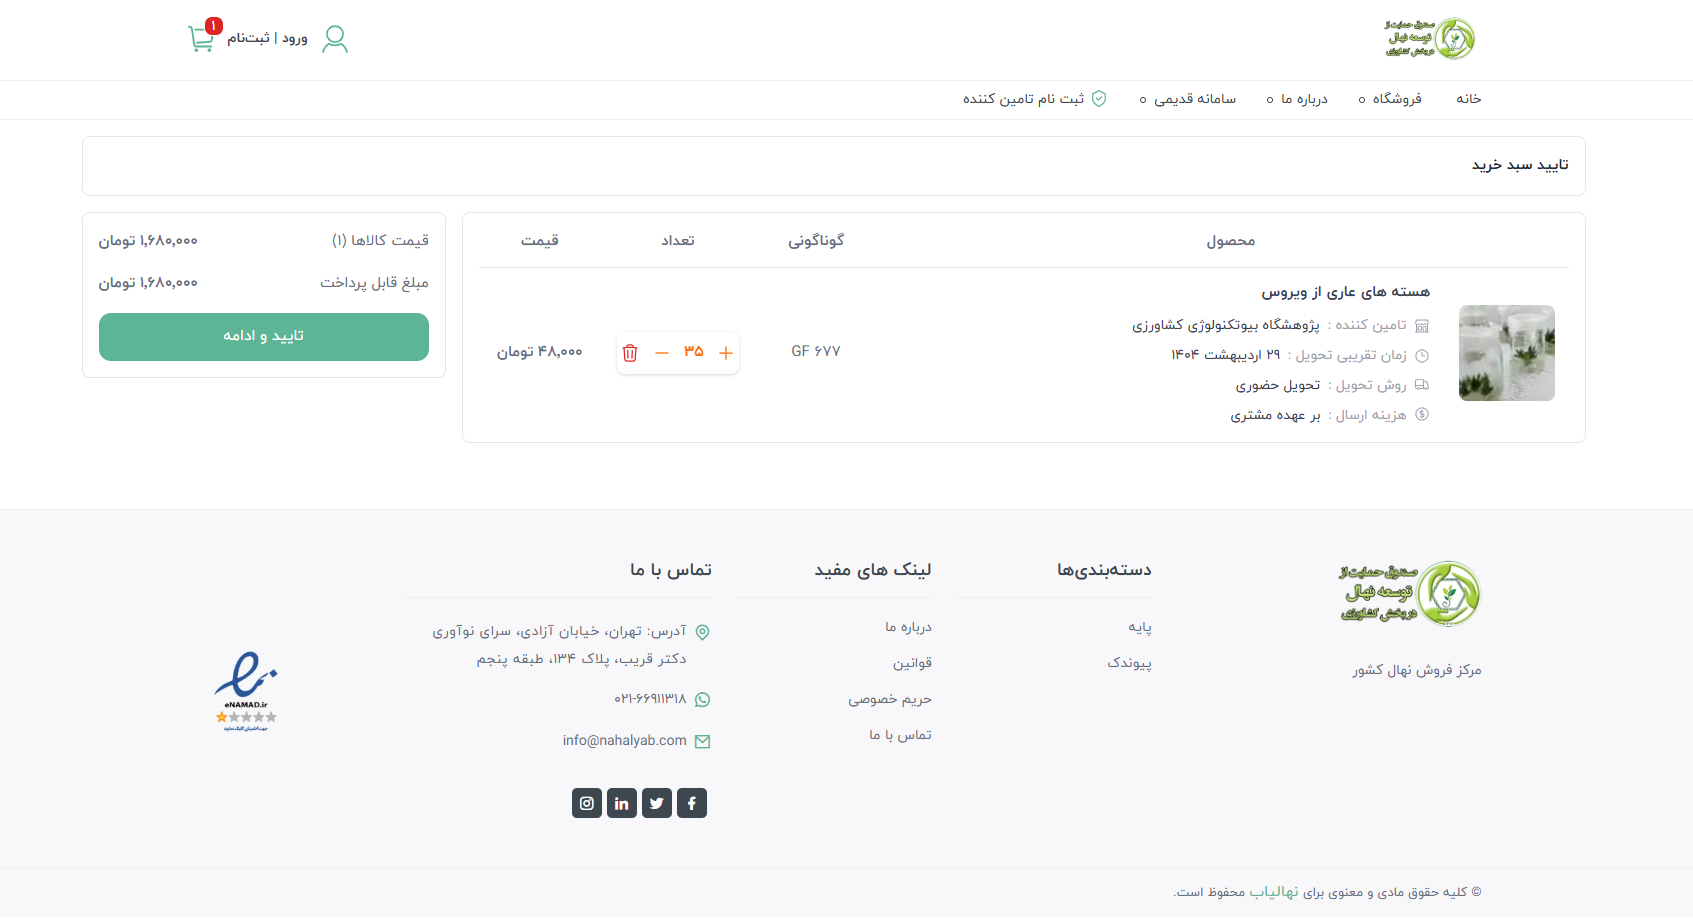 صندوق حمایت از
توسعه نهال
در بخش کشاورزی
ورود | ثبت‌نام
۱
خانه
فروشگاه
درباره ما
سامانه قدیمی
ثبت نام تامین کننده
تایید سبد خرید
محصول گوناگونی تعداد قیمت
هسته های عاری از ویروس
تامین کننده : پژوهشگاه بیوتکنولوژی کشاورزی
زمان تقریبی تحویل : ۲۹ اردیبهشت ۱۴۰۴
روش تحویل : تحویل حضوری
هزینه ارسال : بر عهده مشتری
GF ۶۷۷
۳۵
۴۸,۰۰۰ تومان
قیمت کالاها (۱) ۱,۶۸۰,۰۰۰ تومان
مبلغ قابل پرداخت ۱,۶۸۰,۰۰۰ تومان
تایید و ادامه
صندوق حمایت از
توسعه نهال
در بخش کشاورزی
مرکز فروش نهال کشور
دسته‌بندی‌ها
پایه
پیوندک
لینک های مفید
درباره ما
قوانین
حریم خصوصی
تماس با ما
تماس با ما
آدرس: تهران، خیابان آزادی، سرای نوآوری
دکتر قریب، پلاک ۱۳۴، طبقه پنجم
۰۲۱-۶۶۹۱۱۳۱۸
info@nahalyab.com
eNAMAD.ir
جهت اطمینان کلیک نمایید
© کلیه حقوق مادی و معنوی برای نهالیاب محفوظ است.